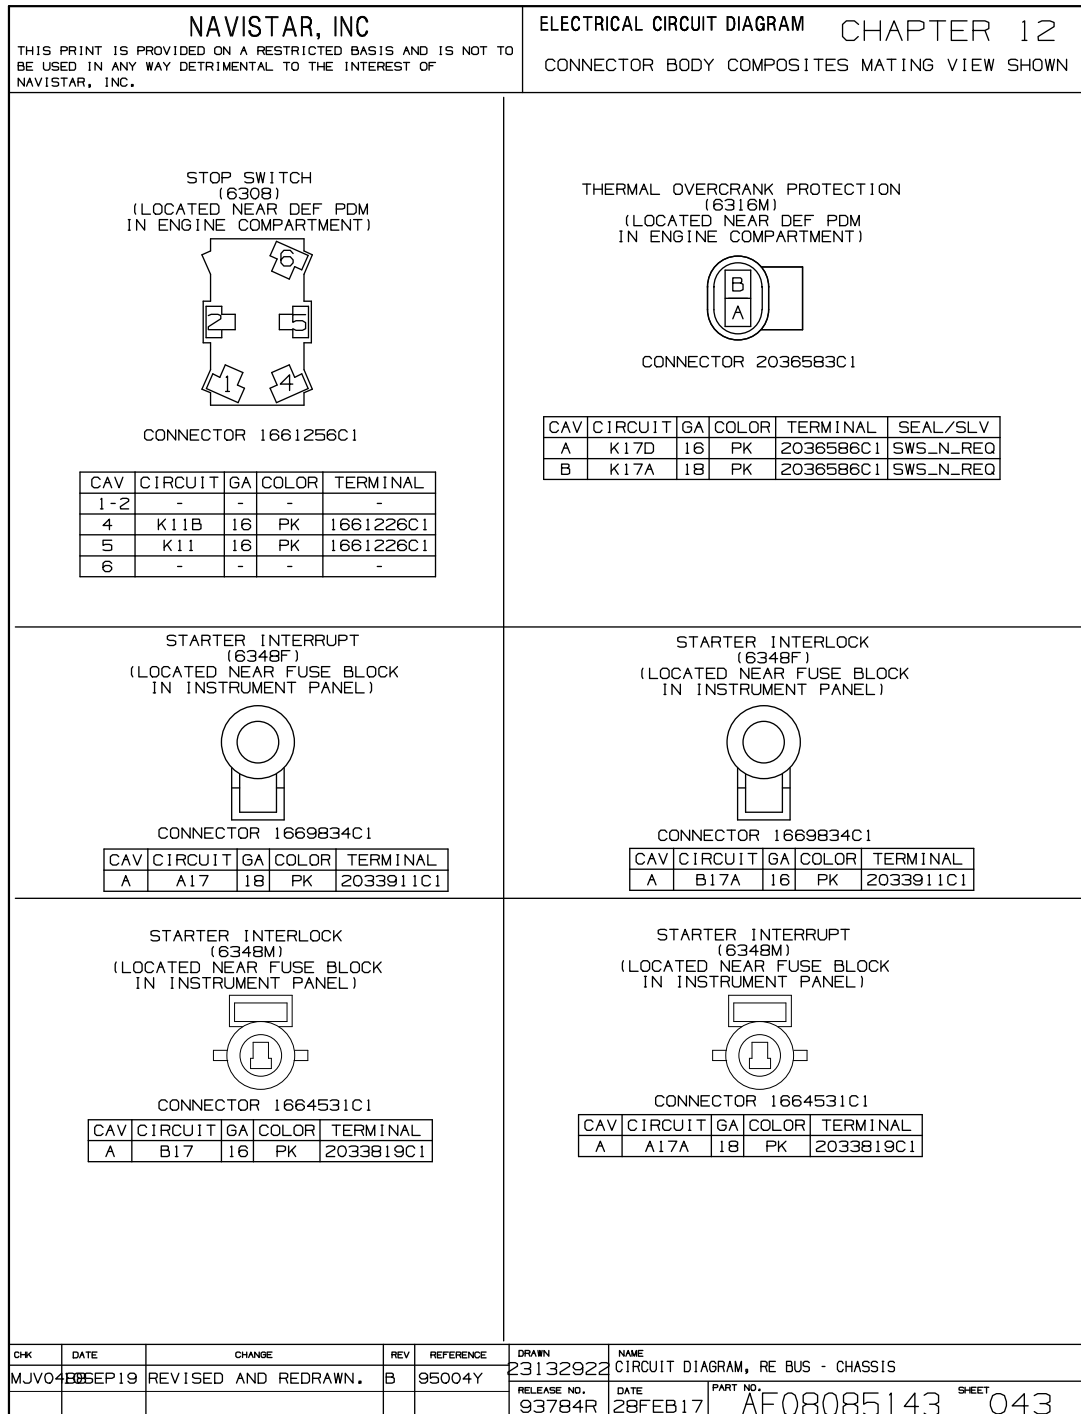 NAVISTAR, INC
THIS PRINT IS PROVIDED ON A RESTRICTED BASIS AND IS NOT TO
BE USED IN ANY WAY DETRIMENTAL TO THE INTEREST OF
NAVISTAR, INC.
ELECTRICAL CIRCUIT DIAGRAM CHAPTER 12
CONNECTOR BODY COMPOSITES MATING VIEW SHOWN
STOP SWITCH
(6308)
(LOCATED NEAR DEF PDM
IN ENGINE COMPARTMENT)
6
2 5
1 4
CONNECTOR 1661256C1
CAV CIRCUIT GA COLOR TERMINAL
1-2 - - - -
4 K11B 16 PK 1661226C1
5 K11 16 PK 1661226C1
6 - - - -
THERMAL OVERCRANK PROTECTION
(6316M)
(LOCATED NEAR DEF PDM
IN ENGINE COMPARTMENT)
B
A
CONNECTOR 2036583C1
CAV CIRCUIT GA COLOR TERMINAL SEAL/SLV
A K17D 16 PK 2036586C1 SWS_N_REQ
B K17A 18 PK 2036586C1 SWS_N_REQ
STARTER INTERRUPT
(6348F)
(LOCATED NEAR FUSE BLOCK
IN INSTRUMENT PANEL)
CONNECTOR 1669834C1
CAV CIRCUIT GA COLOR TERMINAL
A A17 18 PK 2033911C1
STARTER INTERLOCK
(6348F)
(LOCATED NEAR FUSE BLOCK
IN INSTRUMENT PANEL)
CONNECTOR 1669834C1
CAV CIRCUIT GA COLOR TERMINAL
A B17A 16 PK 2033911C1
STARTER INTERLOCK
(6348M)
(LOCATED NEAR FUSE BLOCK
IN INSTRUMENT PANEL)
CONNECTOR 1664531C1
CAV CIRCUIT GA COLOR TERMINAL
A B17 16 PK 2033819C1
STARTER INTERRUPT
(6348M)
(LOCATED NEAR FUSE BLOCK
IN INSTRUMENT PANEL)
CONNECTOR 1664531C1
CAV CIRCUIT GA COLOR TERMINAL
A A17A 18 PK 2033819C1
CHK DATE CHANGE REV REFERENCE
REVISED AND REDRAWN. B 95004Y
DRAWN 23132922
NAME CIRCUIT DIAGRAM, RE BUS - CHASSIS
RELEASE NO. 93784R
DATE 28FEB17
PART NO. AF08085143
SHEET 043